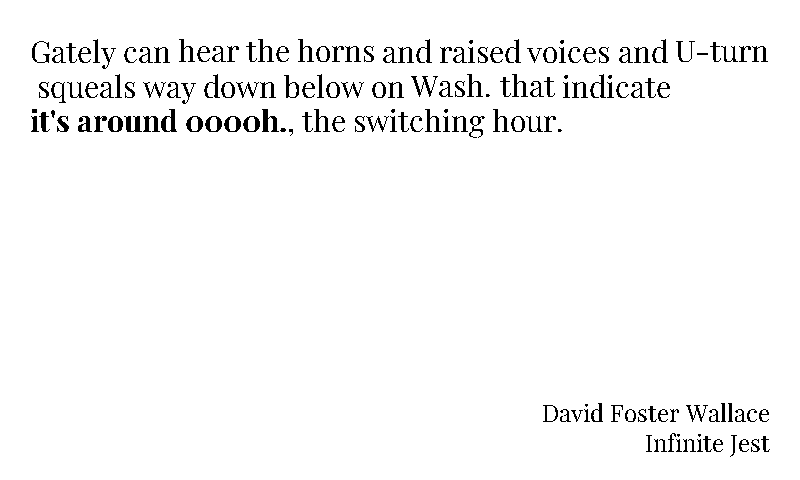 Gately can hear the horns and raised voices and U-turn
squeals way down below on Wash. that indicate
it's around 0000h., the switching hour.
David Foster Wallace
Infinite Jest